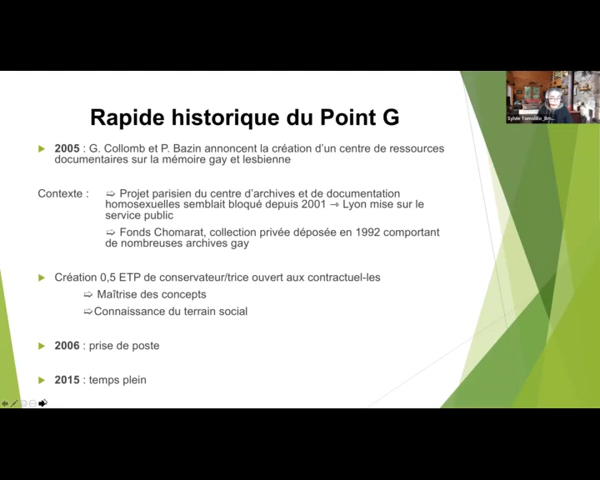 Rapide historique du Point G
2005 : G. Collomb et P. Bazin annoncent la création d'un centre de ressources
documentaires sur la mémoire gay et lesbienne
Contexte : ⇨ Projet parisien du centre d'archives et de documentation
homosexuelles semblait bloqué depuis 2001 → Lyon mise sur le
service public
⇨ Fonds Chomarat, collection privée déposée en 1992 comportant
de nombreuses archives gay
Création 0,5 ETP de conservateur/trice ouvert aux contractuel-les
⇨ Maîtrise des concepts
⇨Connaissance du terrain social
2006 : prise de poste
2015 : temps plein